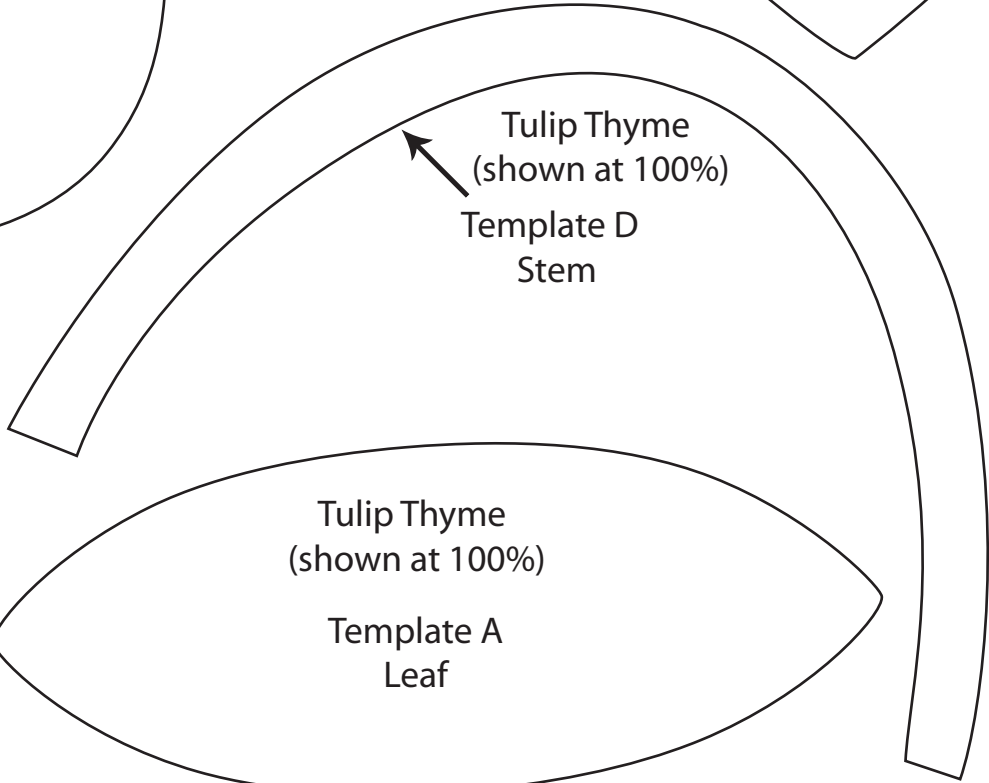 Tulip Thyme
(shown at 100%)
Template D
Stem
Tulip Thyme
(shown at 100%)
Template A
Leaf